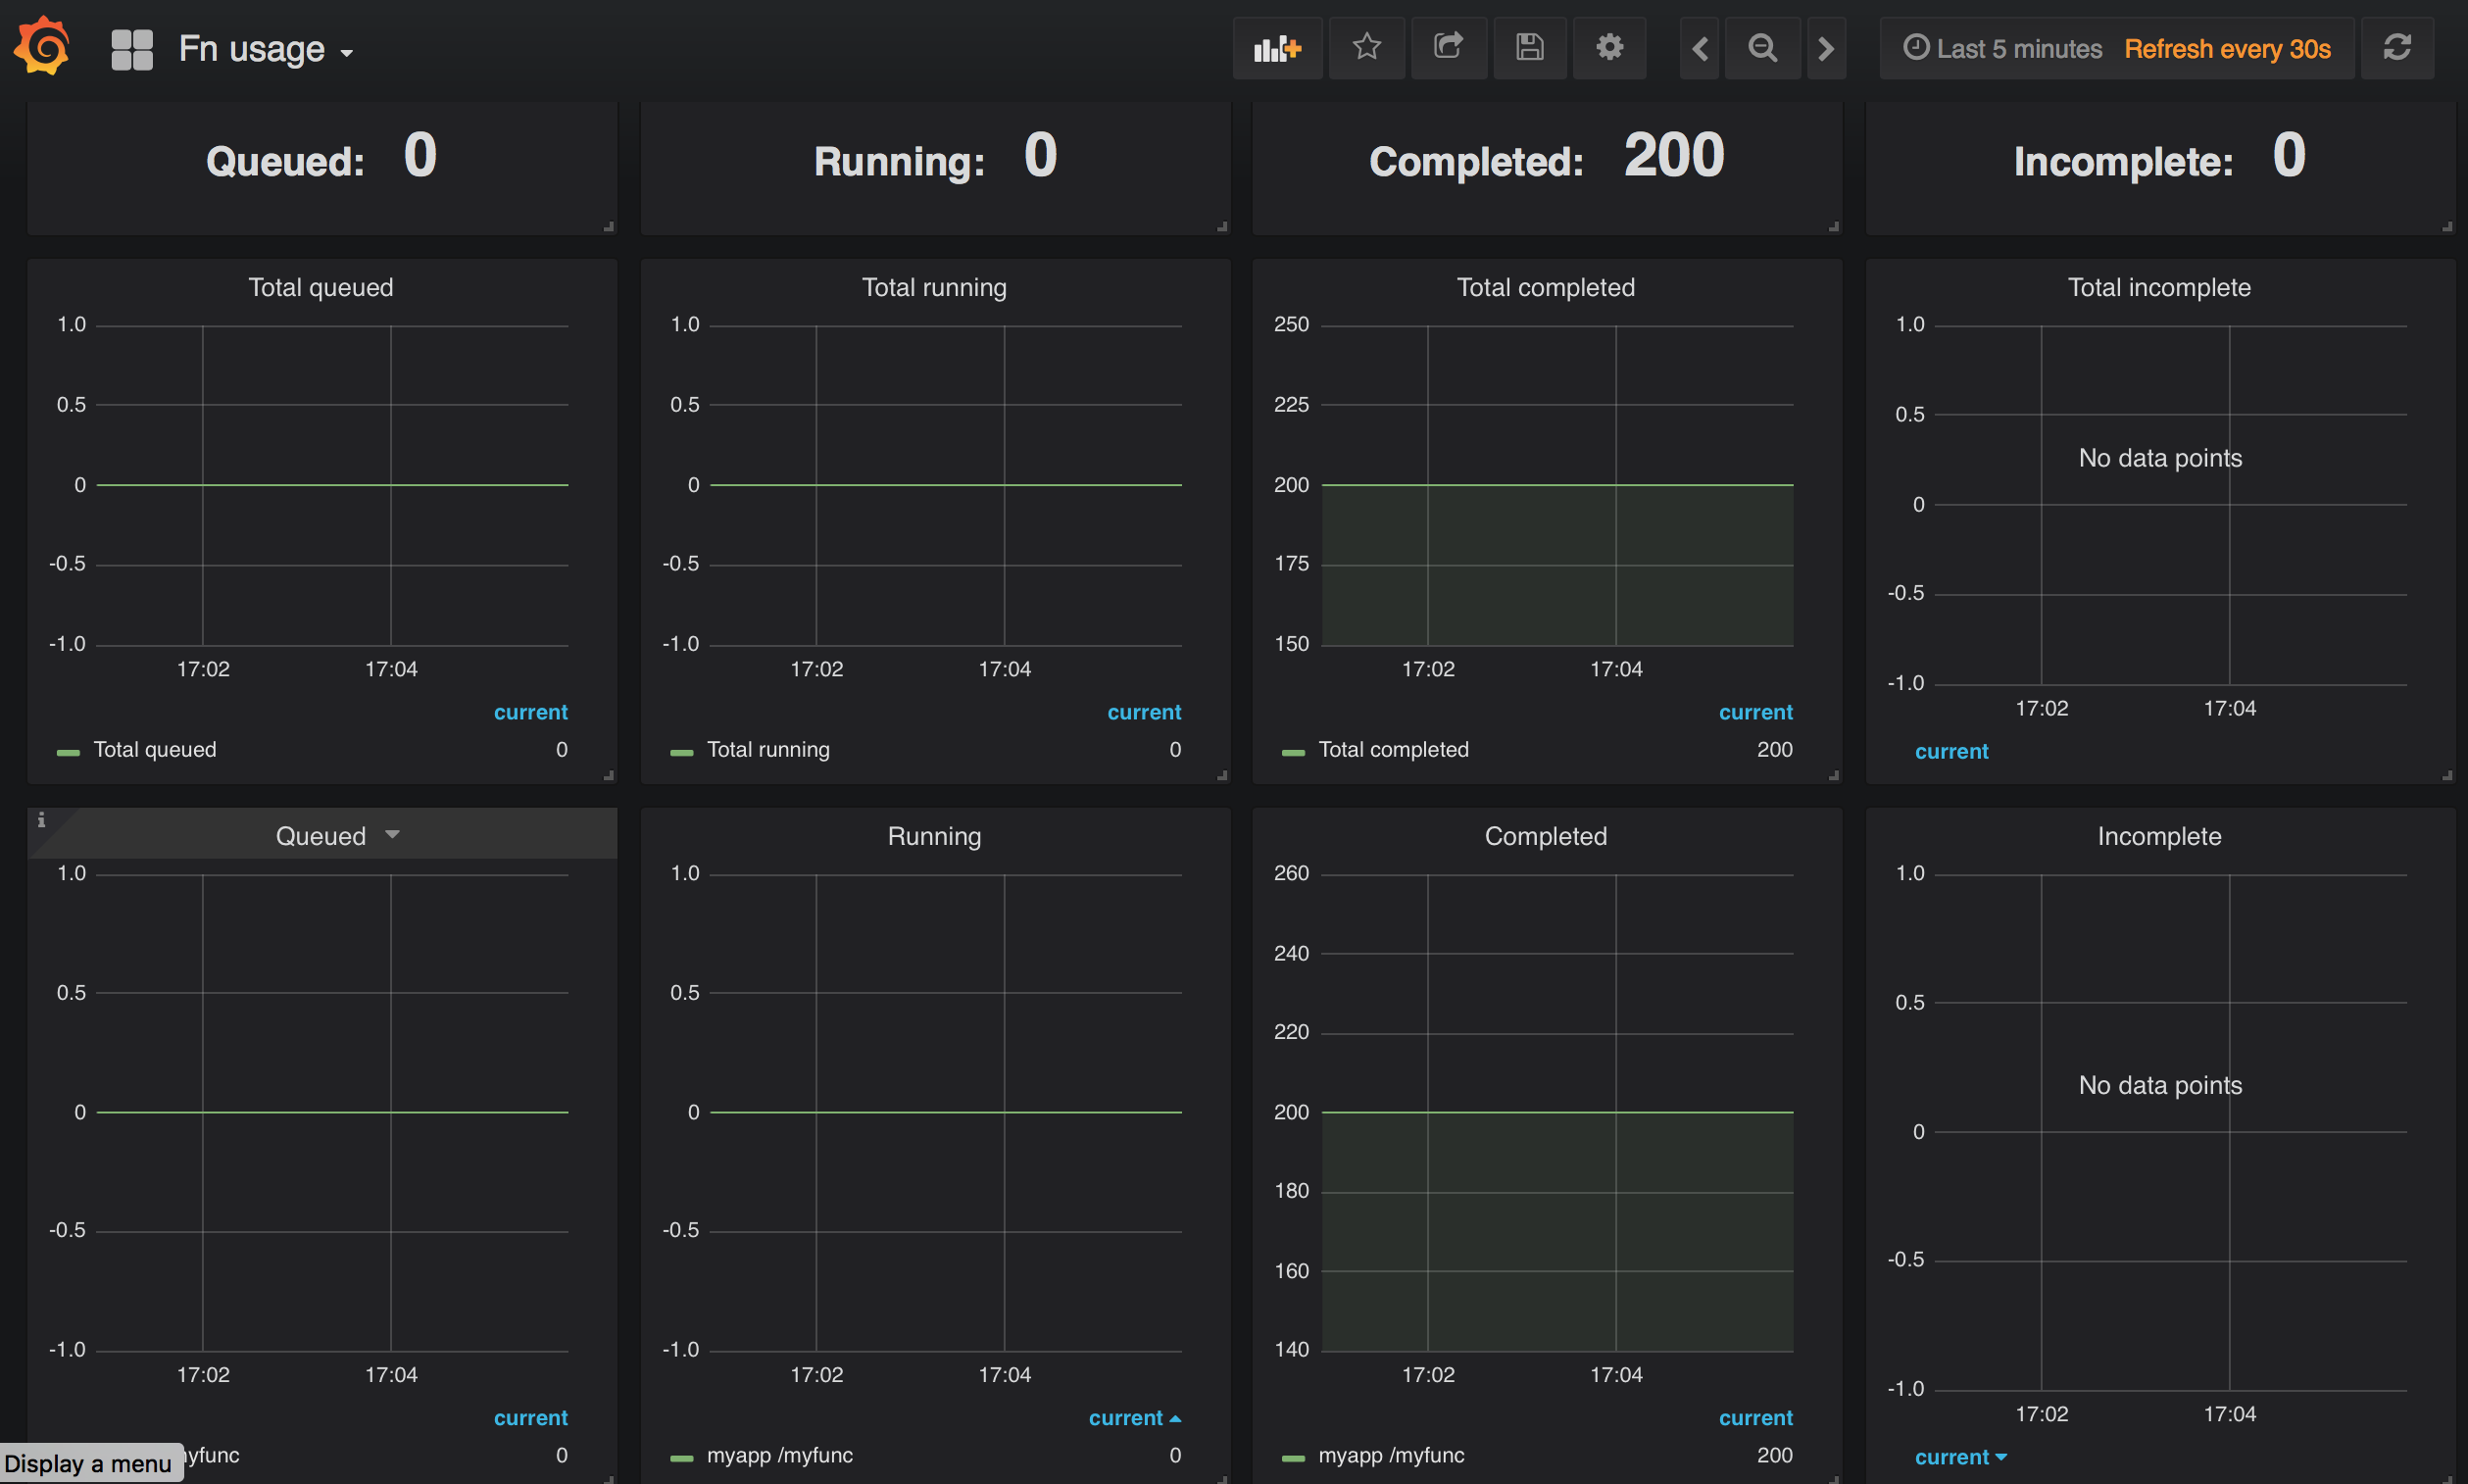 Fn usage
Last 5 minutes Refresh every 30s
Queued: 0
Running: 0
Completed: 200
Incomplete: 0
Total queued
1.0
0.5
0
-0.5
-1.0
17:02 17:04
current
Total queued 0
Total running
1.0
0.5
0
-0.5
-1.0
17:02 17:04
current
Total running 0
Total completed
250
225
200
175
150
17:02 17:04
current
Total completed 200
Total incomplete
1.0
0.5
No data points
0
-0.5
-1.0
17:02 17:04
current
i
Queued
1.0
0.5
0
-0.5
-1.0
17:02 17:04
current
yfunc 0
Display a menu
Running
1.0
0.5
0
-0.5
-1.0
17:02 17:04
current
myapp /myfunc 0
Completed
260
240
220
200
180
160
140
17:02 17:04
current
myapp /myfunc 200
Incomplete
1.0
0.5
No data points
0
-0.5
-1.0
17:02 17:04
current